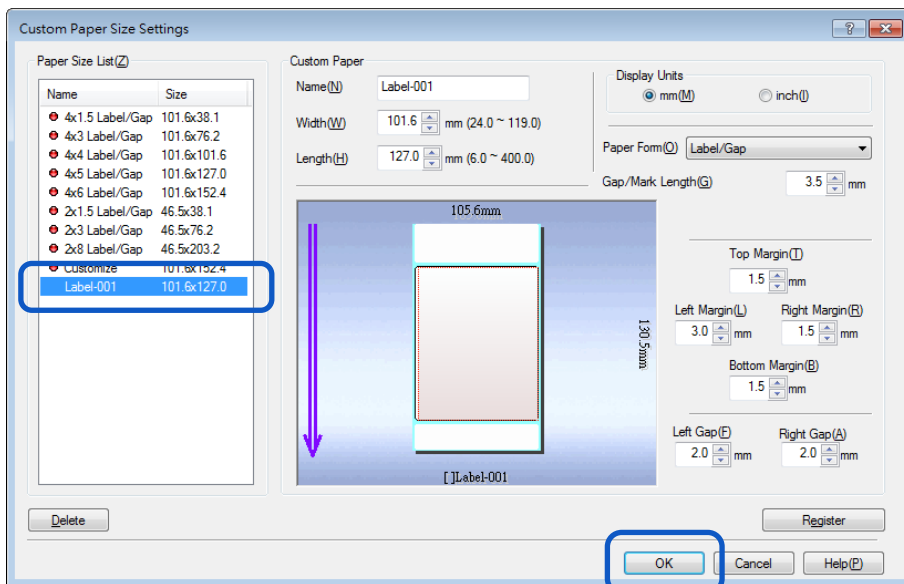 Custom Paper Size Settings
Paper Size List(Z)
Name Size
4x1.5 Label/Gap 101.6x38.1
4x3 Label/Gap 101.6x76.2
4x4 Label/Gap 101.6x101.6
4x5 Label/Gap 101.6x127.0
4x6 Label/Gap 101.6x152.4
2x1.5 Label/Gap 46.5x38.1
2x3 Label/Gap 46.5x76.2
2x8 Label/Gap 46.5x203.2
Customize 101.6x152.4
Label-001 101.6x127.0
Delete
Custom Paper
Name(N) Label-001
Width(W) 101.6 mm (24.0 ~ 119.0)
Length(H) 127.0 mm (6.0 ~ 400.0)
Display Units
mm(M) inch(I)
Paper Form(O) Label/Gap
Gap/Mark Length(G) 3.5 mm
105.6mm
130.5mm
[ ]Label-001
Top Margin(T)
1.5 mm
Left Margin(L) Right Margin(R)
3.0 mm 1.5 mm
Bottom Margin(B)
1.5 mm
Left Gap(F) Right Gap(A)
2.0 mm 2.0 mm
Register
OK Cancel Help(P)